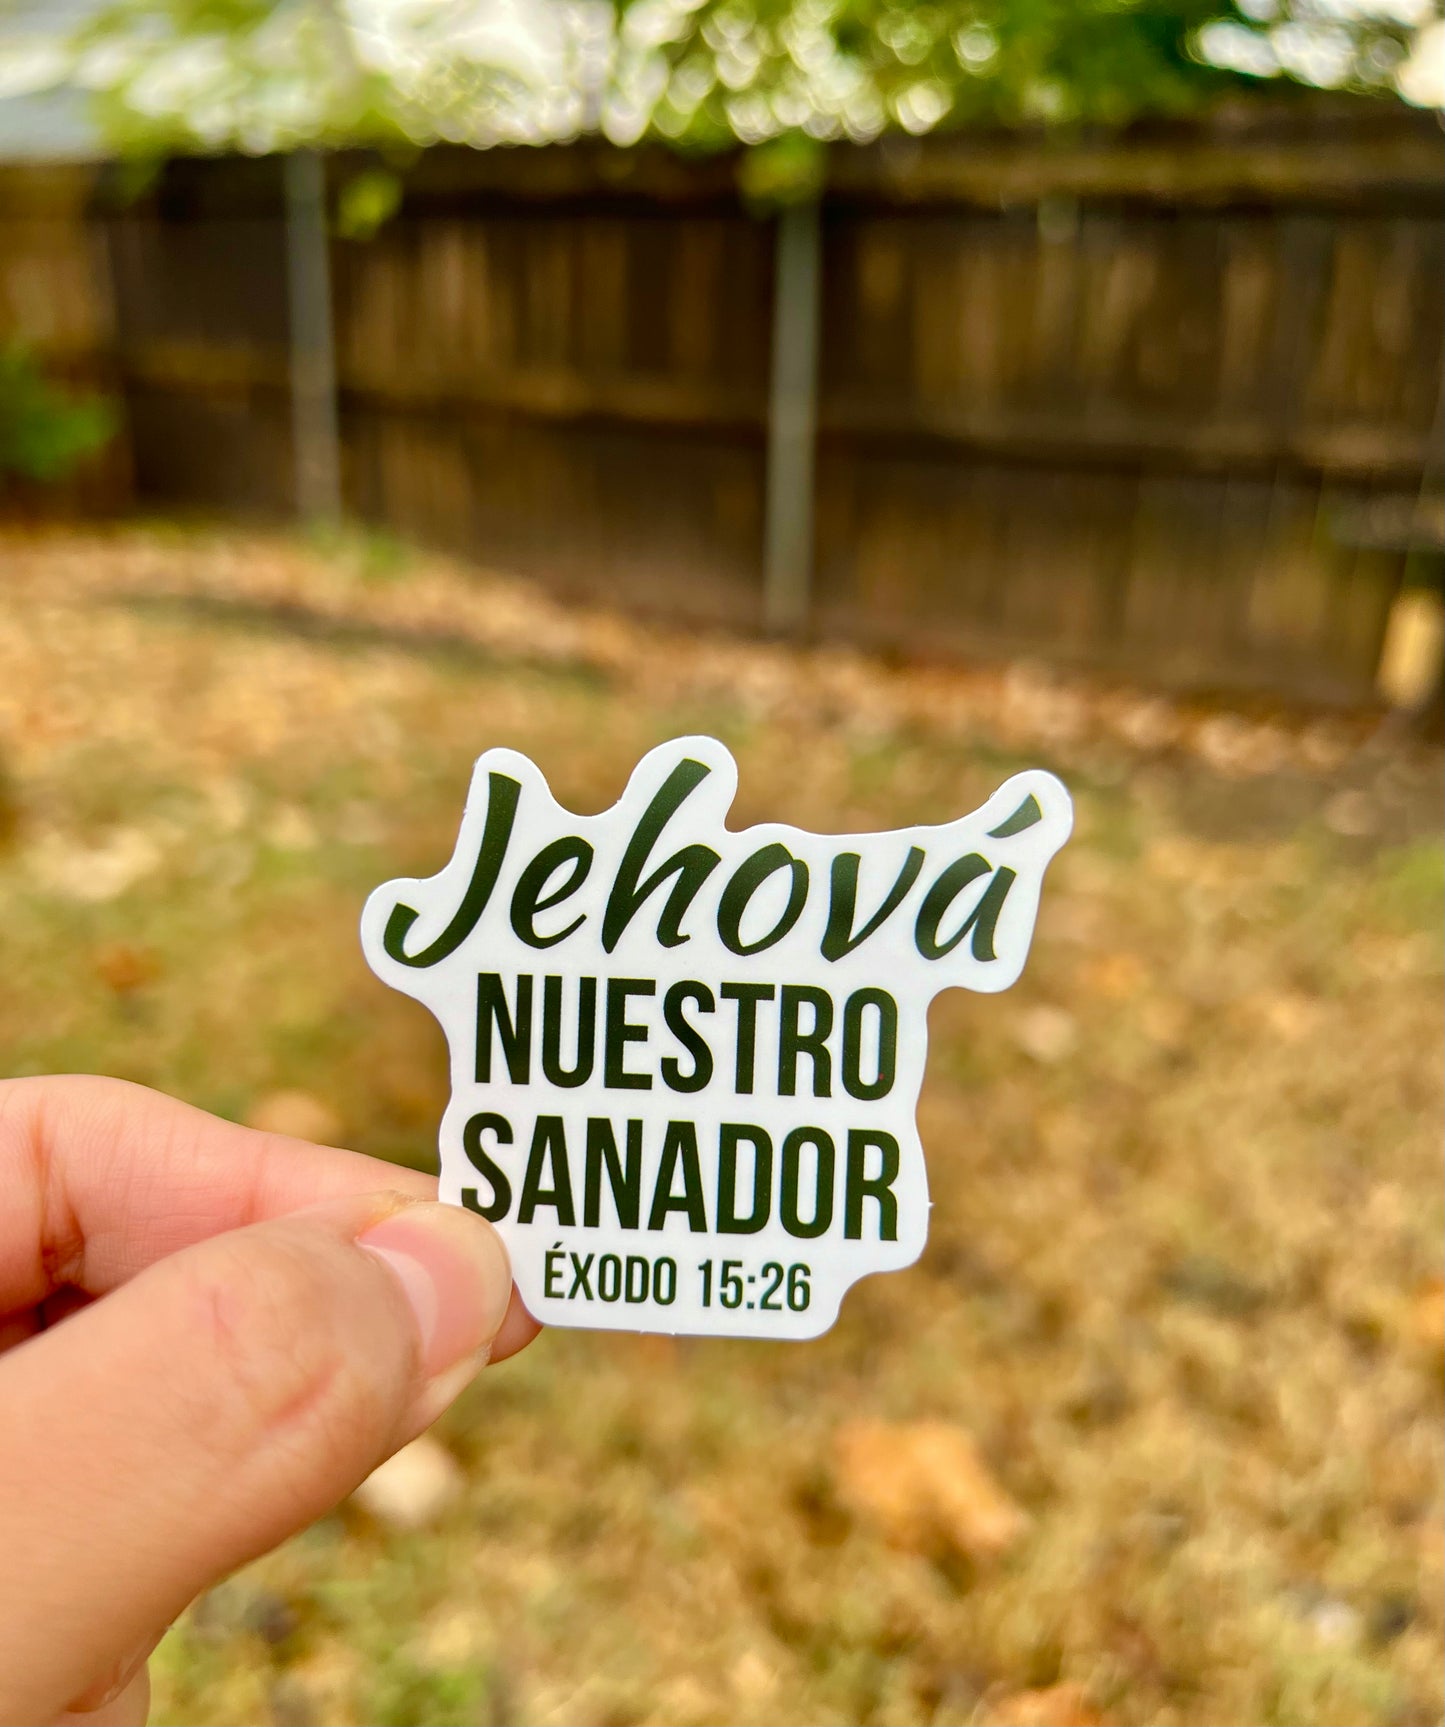 Jehová
NUESTRO
SANADOR
ÉXODO 15:26